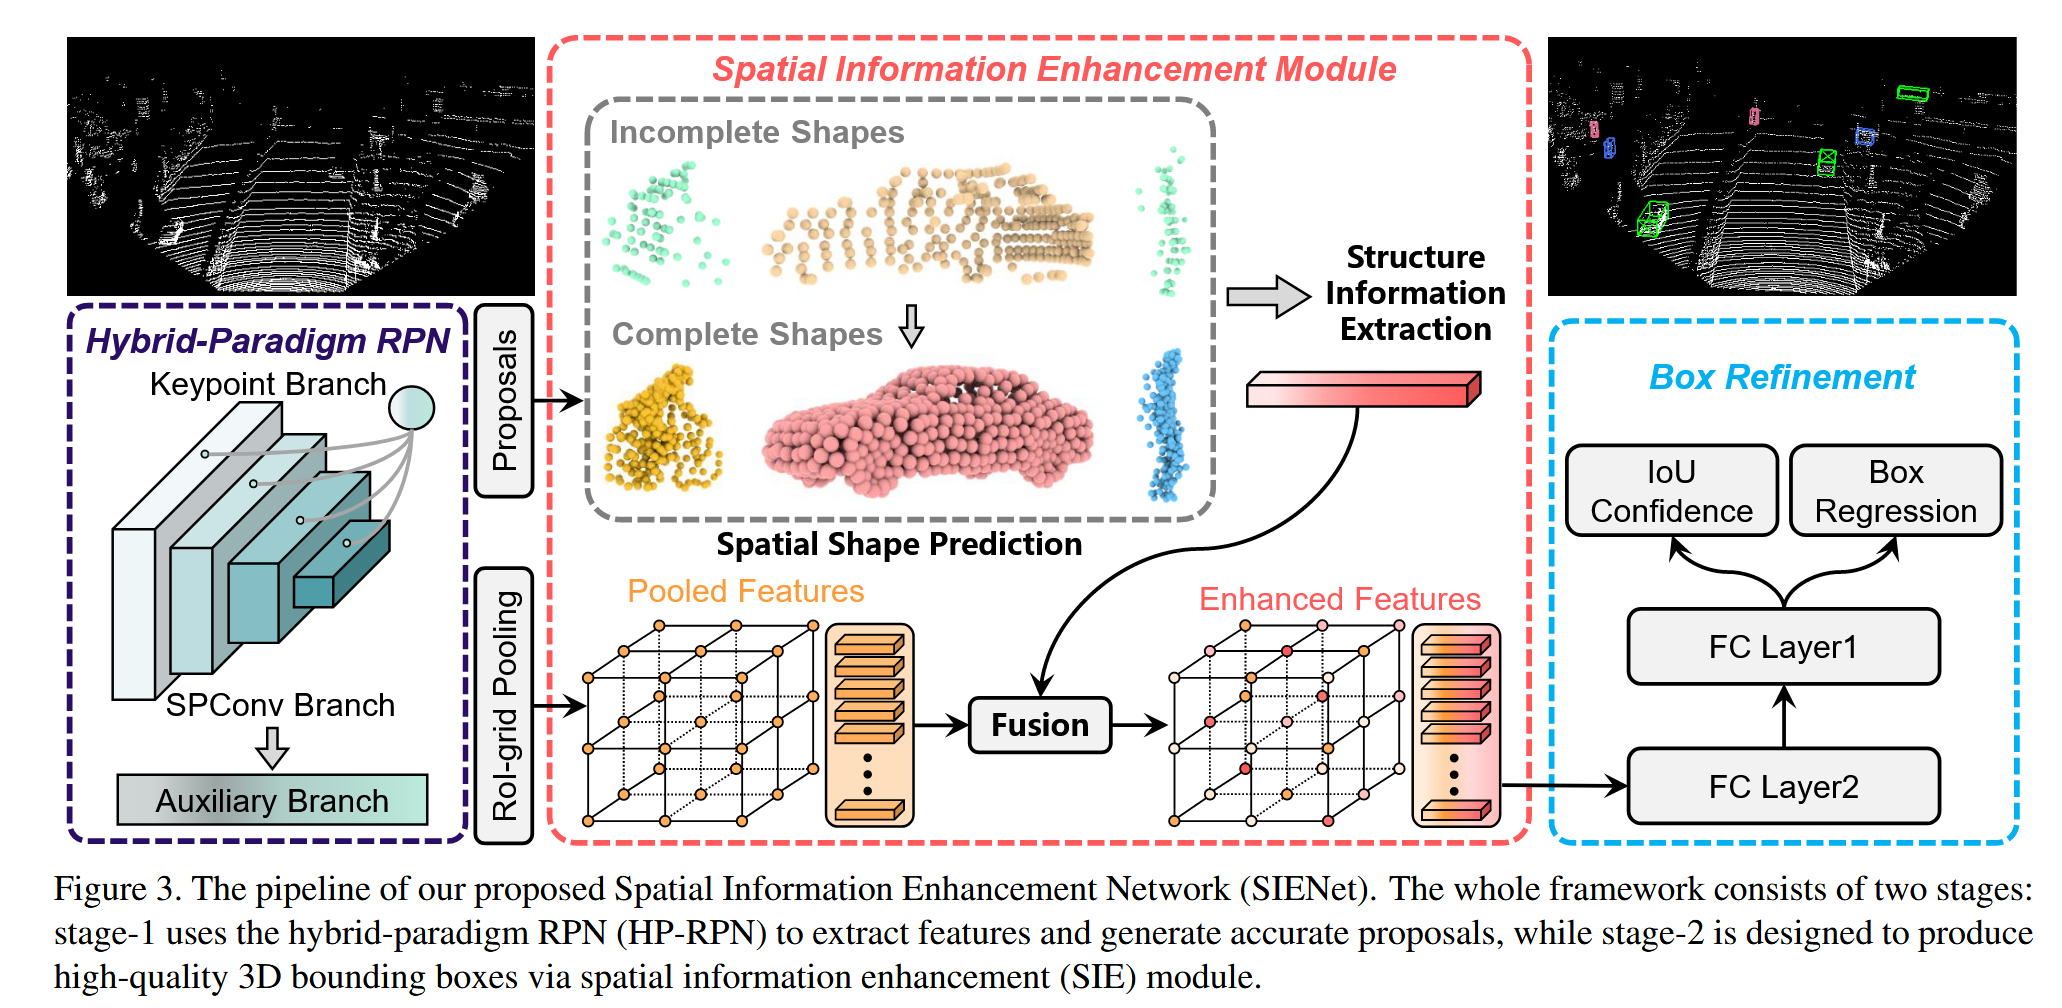 Hybrid-Paradigm RPN
Keypoint Branch
SPConv Branch
Auxiliary Branch
Proposals
RoI-grid Pooling
Spatial Information Enhancement Module
Incomplete Shapes
Complete Shapes
Spatial Shape Prediction
Structure
Information
Extraction
Pooled Features
Fusion
Enhanced Features
Box Refinement
IoU
Confidence
Box
Regression
FC Layer1
FC Layer2
Figure 3. The pipeline of our proposed Spatial Information Enhancement Network (SIENet). The whole framework consists of two stages:
stage-1 uses the hybrid-paradigm RPN (HP-RPN) to extract features and generate accurate proposals, while stage-2 is designed to produce
high-quality 3D bounding boxes via spatial information enhancement (SIE) module.